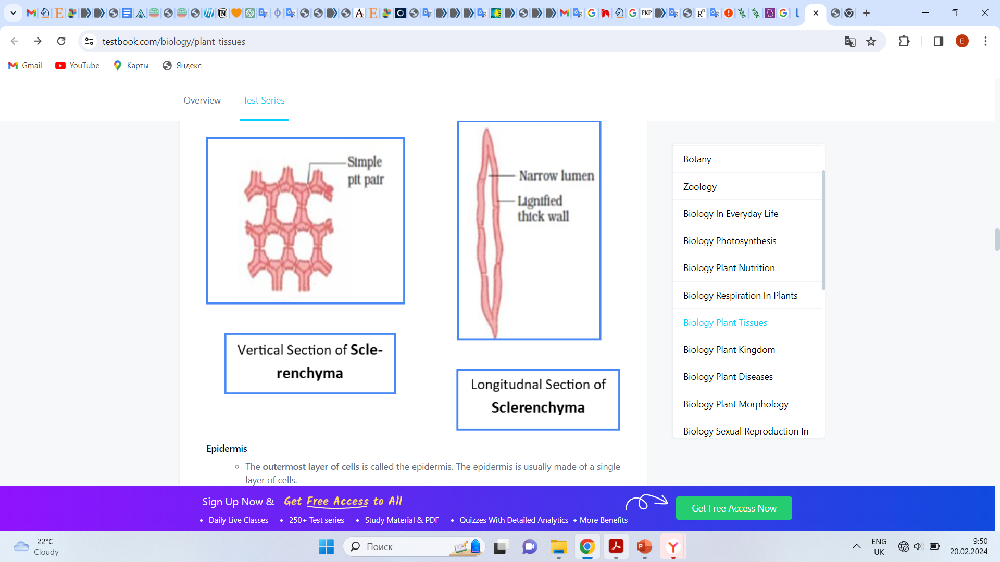 PKP
testbook.com/biology/plant-tissues
E
Gmail
YouTube
Карты
Яндекс
Overview
Test Series
Simple
pit pair
Narrow lumen
Lignified
thick wall
Vertical Section of Scle-
renchyma
Longitudnal Section of
Sclerenchyma
Epidermis
The outermost layer of cells is called the epidermis. The epidermis is usually made of a single
layer of cells.
Botany
Zoology
Biology In Everyday Life
Biology Photosynthesis
Biology Plant Nutrition
Biology Respiration In Plants
Biology Plant Tissues
Biology Plant Kingdom
Biology Plant Diseases
Biology Plant Morphology
Biology Sexual Reproduction In
Sign Up Now & Get Free Access to All
• Daily Live Classes • 250+ Test series • Study Material & PDF • Quizzes With Detailed Analytics + More Benefits
Get Free Access Now
-22°C
Cloudy
Поиск
ENG
UK
9:50
20.02.2024